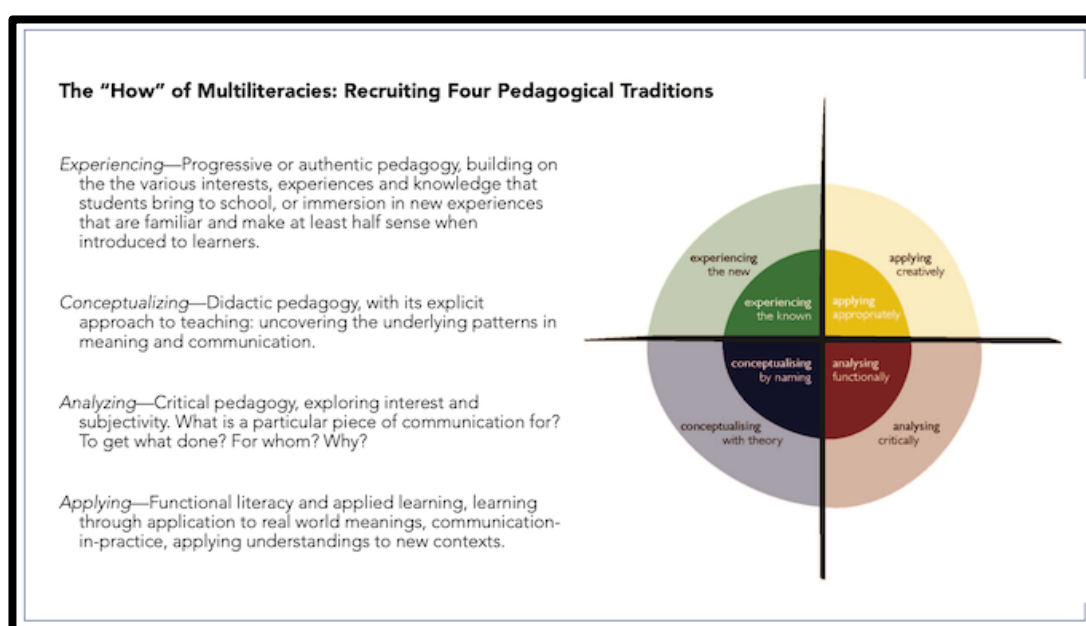 The “How” of Multiliteracies: Recruiting Four Pedagogical Traditions
Experiencing—Progressive or authentic pedagogy, building on
the the various interests, experiences and knowledge that
students bring to school, or immersion in new experiences
that are familiar and make at least half sense when
introduced to learners.
Conceptualizing—Didactic pedagogy, with its explicit
approach to teaching: uncovering the underlying patterns in
meaning and communication.
Analyzing—Critical pedagogy, exploring interest and
subjectivity. What is a particular piece of communication for?
To get what done? For whom? Why?
Applying—Functional literacy and applied learning, learning
through application to real world meanings, communication-
in-practice, applying understandings to new contexts.
experiencing
the new
applying
creatively
experiencing
the known
applying
appropriately
conceptualising
by naming
analysing
functionally
conceptualising
with theory
analysing
critically